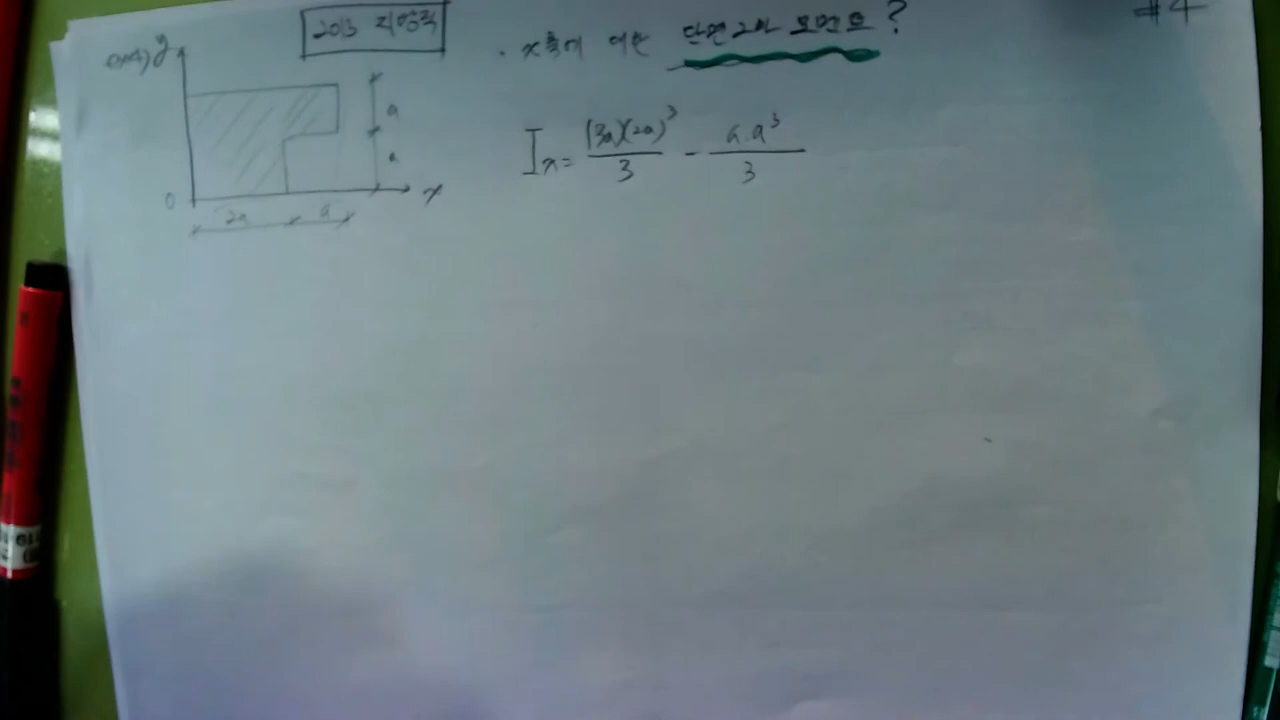 2013 지방직
#4
y
· x축에 대한 단면2차 모멘트?
a
a
Ix= (3a)(2a)³/3 - a·a³/3
0
x
2a
a